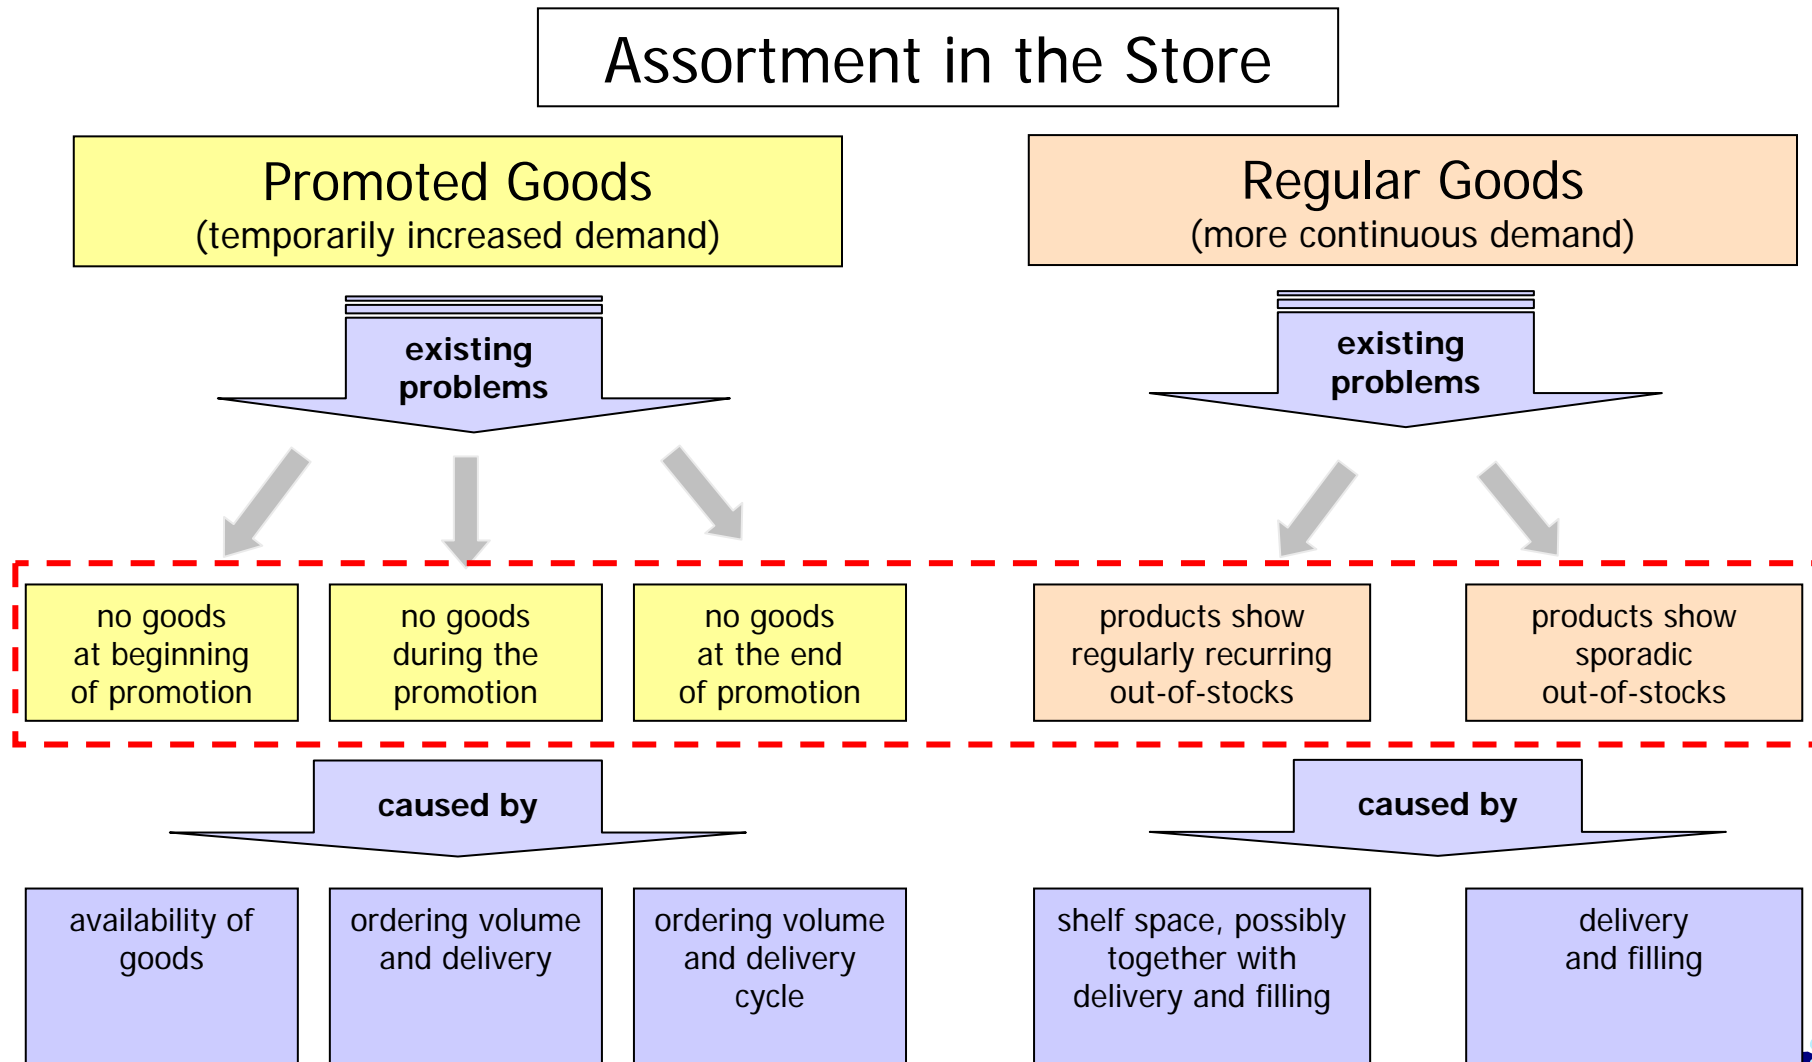 Assortment in the Store
Promoted Goods
(temporarily increased demand)
Regular Goods
(more continuous demand)
existing
problems
existing
problems
no goods
at beginning
of promotion
no goods
during the
promotion
no goods
at the end
of promotion
products show
regularly recurring
out-of-stocks
products show
sporadic
out-of-stocks
caused by
caused by
availability of
goods
ordering volume
and delivery
ordering volume
and delivery
cycle
shelf space, possibly
together with
delivery and filling
delivery
and filling